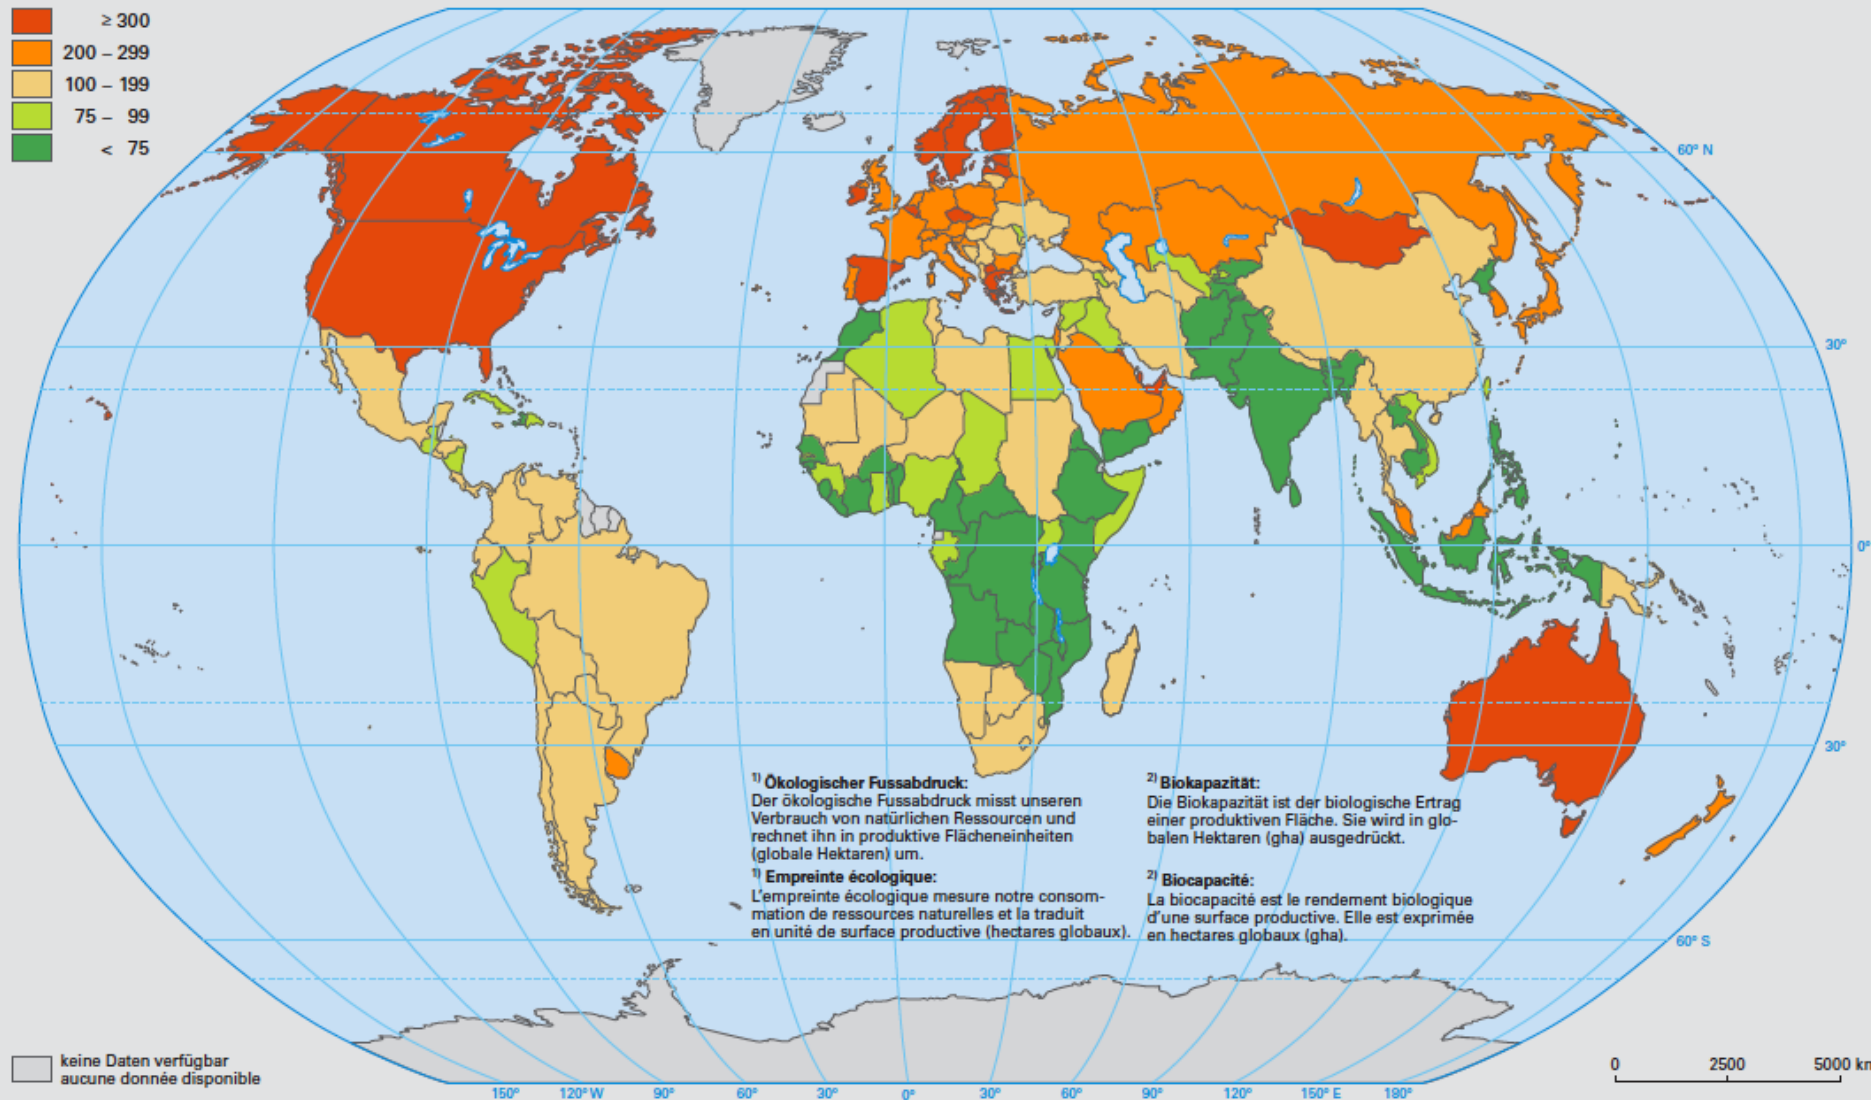 ≥ 300
200 – 299
100 – 199
75 – 99
< 75
60° N
30°
0°
30°
60° S
1) Ökologischer Fussabdruck:
Der ökologische Fussabdruck misst unseren
Verbrauch von natürlichen Ressourcen und
rechnet ihn in produktive Flächeneinheiten
(globale Hektaren) um.
1) Empreinte écologique:
L'empreinte écologique mesure notre consom-
mation de ressources naturelles et la traduit
en unité de surface productive (hectares globaux).
2) Biokapazität:
Die Biokapazität ist der biologische Ertrag
einer produktiven Fläche. Sie wird in glo-
balen Hektaren (gha) ausgedrückt.
2) Biocapacité:
La biocapacité est le rendement biologique
d'une surface productive. Elle est exprimée
en hectares globaux (gha).
keine Daten verfügbar
aucune donnée disponible
0 2500 5000 km
150° 120° W 90° 60° 30° 0° 30° 60° 90° 120° 150° E 180°